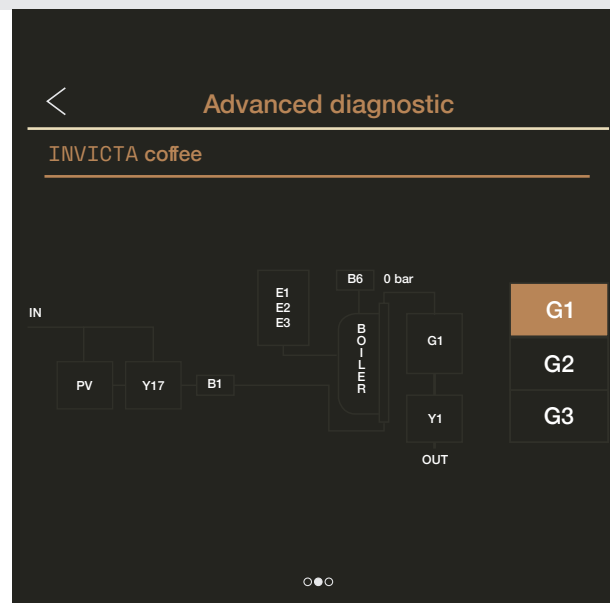 Advanced diagnostic
INVICTA coffee
IN
PV
Y17
B1
E1
E2
E3
B6
0 bar
BOILER
G1
Y1
OUT
G1
G2
G3